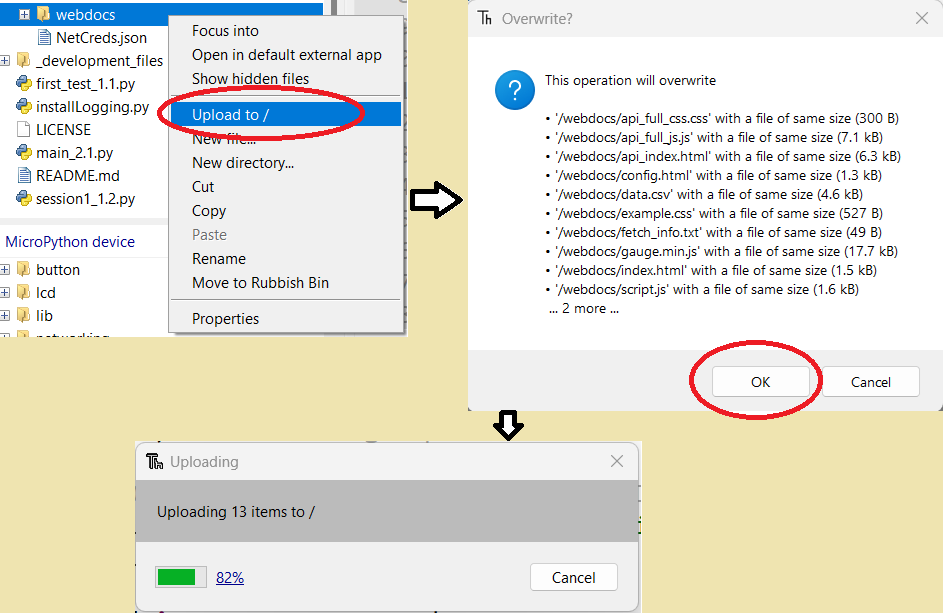 webdocs
NetCreds.json
_development_files
first_test_1.1.py
installLogging.py
LICENSE
main_2.1.py
README.md
session1_1.2.py
MicroPython device
button
lcd
lib
networking
Focus into
Open in default external app
Show hidden files
Upload to /
New file...
New directory...
Cut
Copy
Paste
Rename
Move to Rubbish Bin
Properties
Th Overwrite?
This operation will overwrite
• '/webdocs/api_full_css.css' with a file of same size (300 B)
• '/webdocs/api_full_js.js' with a file of same size (7.1 kB)
• '/webdocs/api_index.html' with a file of same size (6.3 kB)
• '/webdocs/config.html' with a file of same size (1.3 kB)
• '/webdocs/data.csv' with a file of same size (4.6 kB)
• '/webdocs/example.css' with a file of same size (527 B)
• '/webdocs/fetch_info.txt' with a file of same size (49 B)
• '/webdocs/gauge.min.js' with a file of same size (17.7 kB)
• '/webdocs/index.html' with a file of same size (1.5 kB)
• '/webdocs/script.js' with a file of same size (1.6 kB)
... 2 more ...
OK
Cancel
Th Uploading
Uploading 13 items to /
82%
Cancel